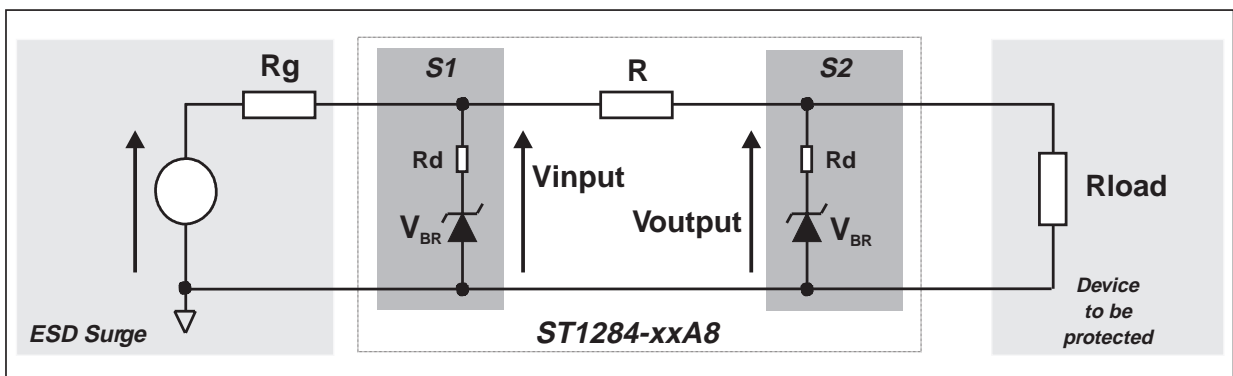 Rg
S1
R
S2
Rd
Vinput
Rd
Rload
VBR
Voutput
VBR
ESD Surge
ST1284-xxA8
Device
to be
protected